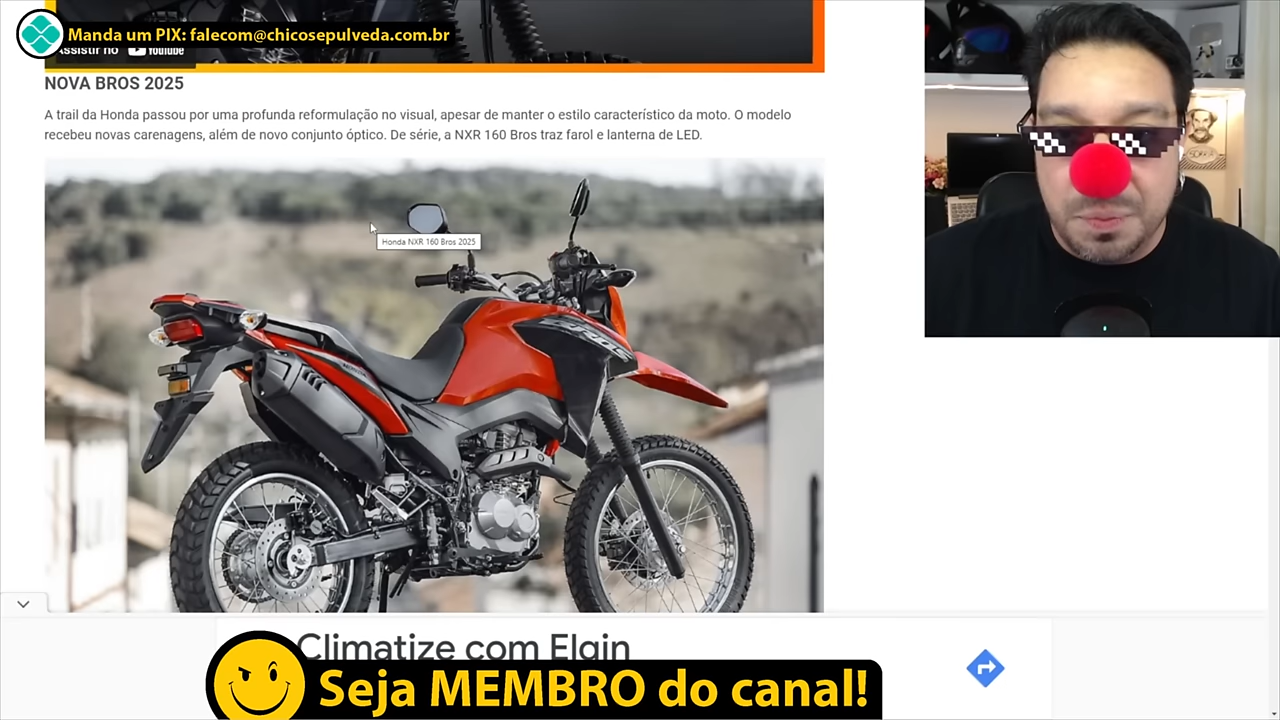 Manda um PIX: falecom@chicosepulveda.com.br
Assistir no YouTube
NOVA BROS 2025
A trail da Honda passou por uma profunda reformulação no visual, apesar de manter o estilo característico da moto. O modelo
recebeu novas carenagens, além de novo conjunto óptico. De série, a NXR 160 Bros traz farol e lanterna de LED.
Honda NXR 160 Bros 2025
BROS
Climatize com Elgin
Seja MEMBRO do canal!